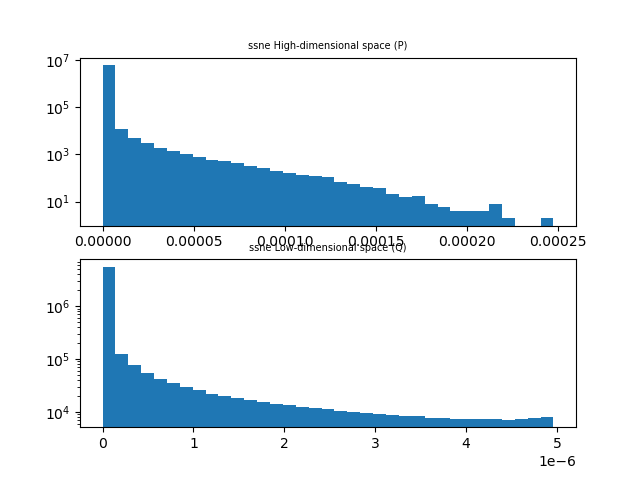 ssne High-dimensional space (P)
10^7
10^5
10^3
10^1
0.00000 0.00005 0.00010 0.00015 0.00020 0.00025
ssne Low-dimensional space (Q)
10^6
10^5
10^4
0 1 2 3 4 5
1e−6